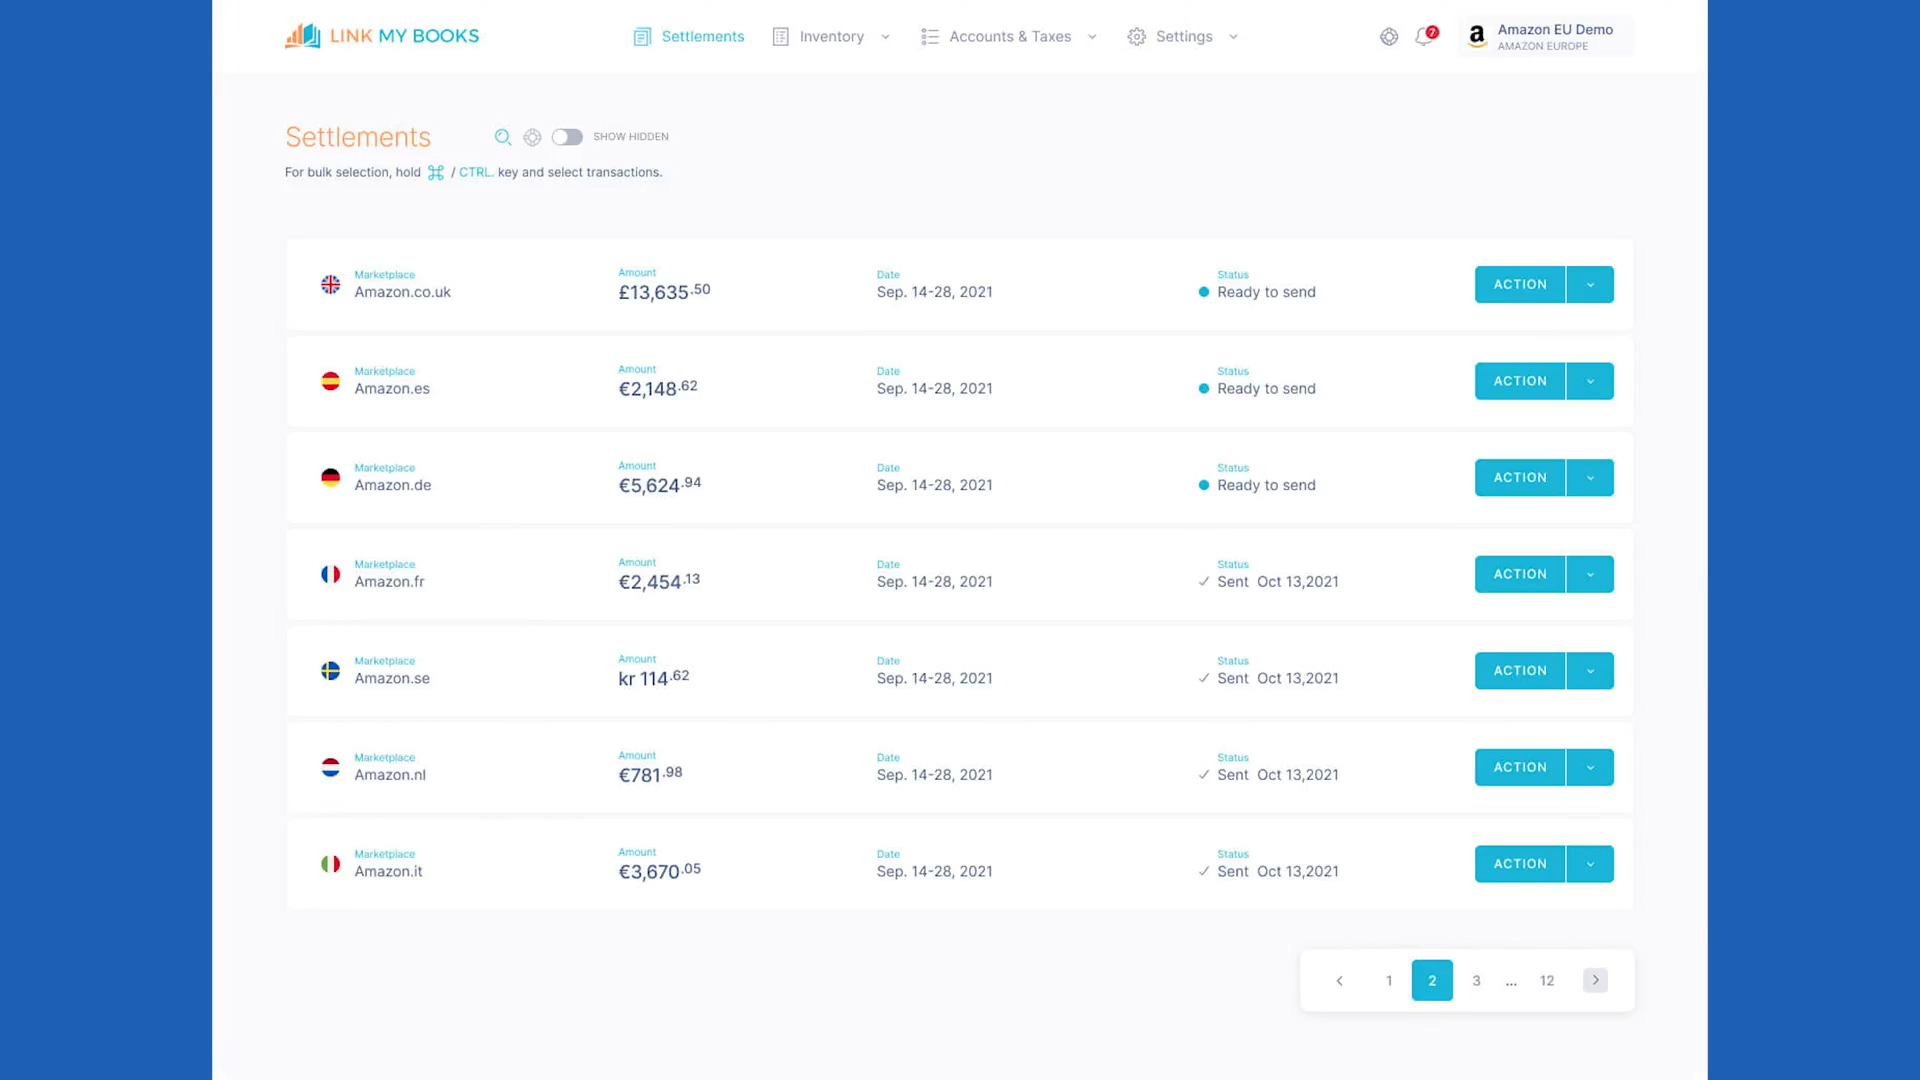 LINK MY BOOKS
Settlements
Inventory
Accounts & Taxes
Settings
7
a
Amazon EU Demo
AMAZON EUROPE
Settlements
SHOW HIDDEN
For bulk selection, hold ⌘ / CTRL. key and select transactions.
Marketplace Amount Date Status
Amazon.co.uk £13,635.50 Sep. 14-28, 2021 Ready to send ACTION
Marketplace Amount Date Status
Amazon.es €2,148.62 Sep. 14-28, 2021 Ready to send ACTION
Marketplace Amount Date Status
Amazon.de €5,624.94 Sep. 14-28, 2021 Ready to send ACTION
Marketplace Amount Date Status
Amazon.fr €2,454.13 Sep. 14-28, 2021 ✓ Sent Oct 13,2021 ACTION
Marketplace Amount Date Status
Amazon.se kr 114.62 Sep. 14-28, 2021 ✓ Sent Oct 13,2021 ACTION
Marketplace Amount Date Status
Amazon.nl €781.98 Sep. 14-28, 2021 ✓ Sent Oct 13,2021 ACTION
Marketplace Amount Date Status
Amazon.it €3,670.05 Sep. 14-28, 2021 ✓ Sent Oct 13,2021 ACTION
< 1 2 3 ... 12 >